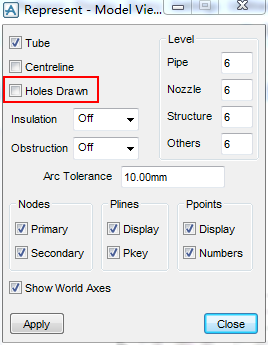 Represent - Model Vie...
Tube
Centreline
Holes Drawn
Insulation Off
Obstruction Off
Level
Pipe 6
Nozzle 6
Structure 6
Others 6
Arc Tolerance 10.00mm
Nodes
Primary
Secondary
Plines
Display
Pkey
Ppoints
Display
Numbers
Show World Axes
Apply
Close